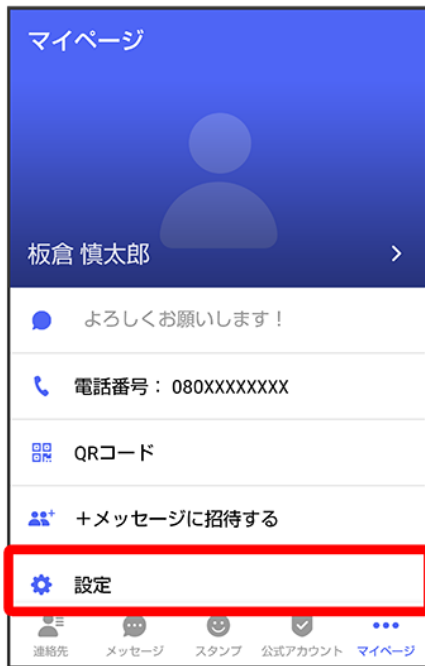 マイページ
板倉 慎太郎
よろしくお願いします！
電話番号： 080XXXXXXXX
QRコード
＋メッセージに招待する
設定
連絡先 メッセージ スタンプ 公式アカウント マイページ